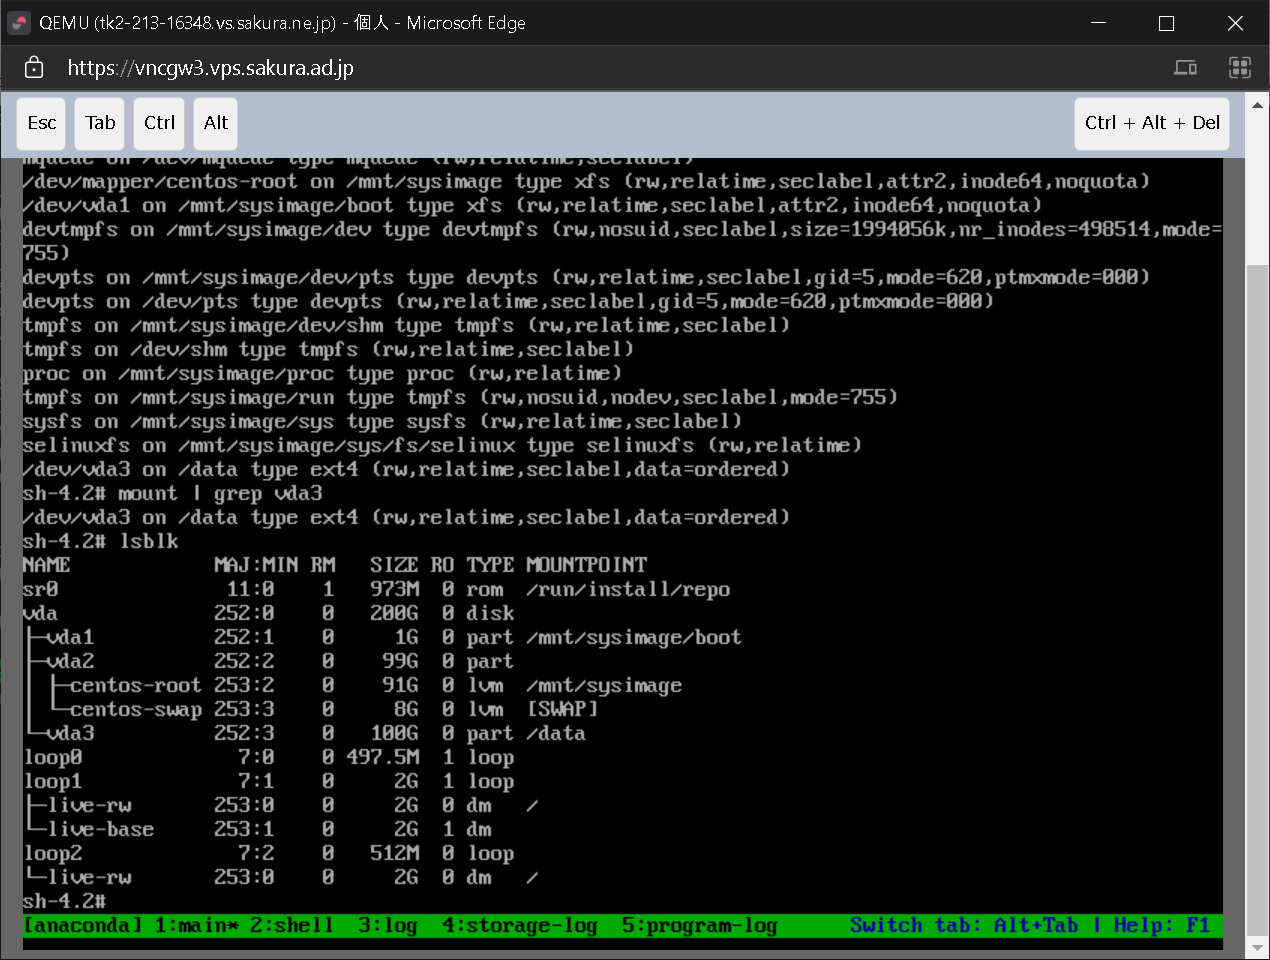 QEMU (tk2-213-16348.vs.sakura.ne.jp) - 個人 - Microsoft Edge
https://vncgw3.vps.sakura.ad.jp
Esc Tab Ctrl Alt Ctrl + Alt + Del
mqueue on /dev/mqueue type mqueue (rw,relatime,seclabel)
/dev/mapper/centos-root on /mnt/sysimage type xfs (rw,relatime,seclabel,attr2,inode64,noquota)
/dev/vda1 on /mnt/sysimage/boot type xfs (rw,relatime,seclabel,attr2,inode64,noquota)
devtmpfs on /mnt/sysimage/dev type devtmpfs (rw,nosuid,seclabel,size=1994056k,nr_inodes=498514,mode=
755)
devpts on /mnt/sysimage/dev/pts type devpts (rw,relatime,seclabel,gid=5,mode=620,ptmxmode=000)
devpts on /dev/pts type devpts (rw,relatime,seclabel,gid=5,mode=620,ptmxmode=000)
tmpfs on /mnt/sysimage/dev/shm type tmpfs (rw,relatime,seclabel)
tmpfs on /dev/shm type tmpfs (rw,relatime,seclabel)
proc on /mnt/sysimage/proc type proc (rw,relatime)
tmpfs on /mnt/sysimage/run type tmpfs (rw,nosuid,nodev,seclabel,mode=755)
sysfs on /mnt/sysimage/sys type sysfs (rw,relatime,seclabel)
selinuxfs on /mnt/sysimage/sys/fs/selinux type selinuxfs (rw,relatime)
/dev/vda3 on /data type ext4 (rw,relatime,seclabel,data=ordered)
sh-4.2# mount | grep vda3
/dev/vda3 on /data type ext4 (rw,relatime,seclabel,data=ordered)
sh-4.2# lsblk
NAME            MAJ:MIN RM   SIZE RO TYPE MOUNTPOINT
sr0              11:0    1   973M  0 rom  /run/install/repo
vda             252:0    0   200G  0 disk
├─vda1          252:1    0     1G  0 part /mnt/sysimage/boot
├─vda2          252:2    0    99G  0 part
│ ├─centos-root 253:2    0    91G  0 lvm  /mnt/sysimage
│ └─centos-swap 253:3    0     8G  0 lvm  [SWAP]
└─vda3          252:3    0   100G  0 part /data
loop0             7:0    0 497.5M  1 loop
loop1             7:1    0     2G  1 loop
├─live-rw       253:0    0     2G  0 dm   /
└─live-base     253:1    0     2G  1 dm
loop2             7:2    0   512M  0 loop
└─live-rw       253:0    0     2G  0 dm   /
sh-4.2#
[anaconda] 1:main* 2:shell  3:log  4:storage-log  5:program-log      Switch tab: Alt+Tab | Help: F1